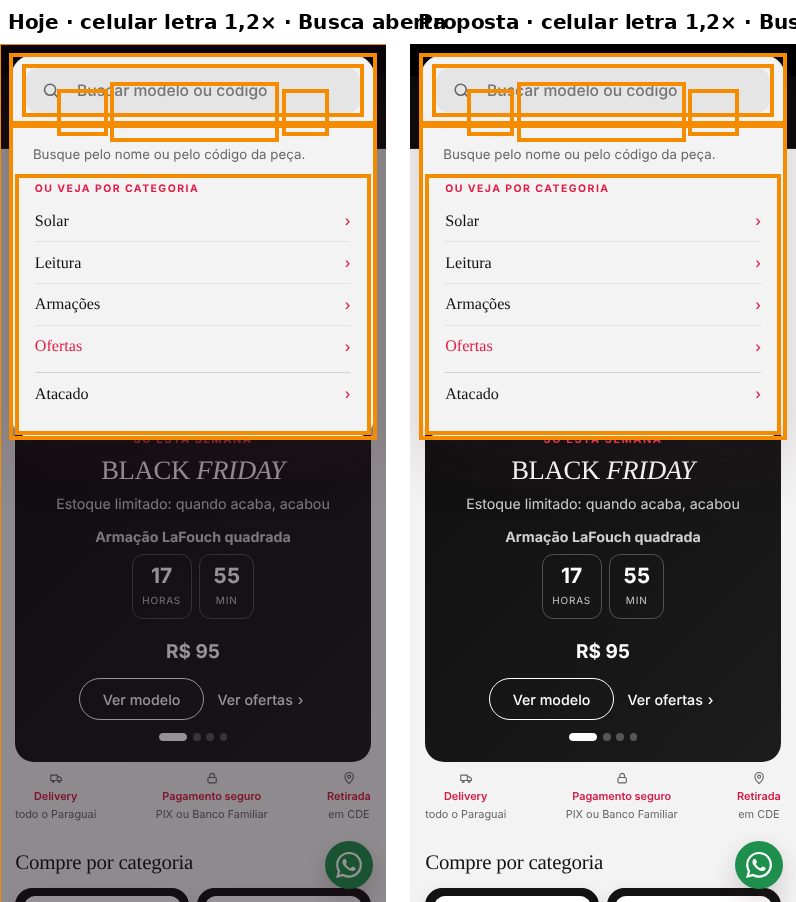 Hoje · celular letra 1,2× · Busca aberta
Proposta · celular letra 1,2× · Bus
Buscar modelo ou código
Busque pelo nome ou pelo código da peça.
OU VEJA POR CATEGORIA
Solar ›
Leitura ›
Armações ›
Ofertas ›
Atacado ›
SÓ ESTA SEMANA
BLACK FRIDAY
Estoque limitado: quando acaba, acabou
Armação LaFouch quadrada
17 55
HORAS MIN
R$ 95
Ver modelo Ver ofertas ›
Delivery Pagamento seguro Retirada
todo o Paraguai PIX ou Banco Familiar em CDE
Compre por categoria
Buscar modelo ou código
Busque pelo nome ou pelo código da peça.
OU VEJA POR CATEGORIA
Solar ›
Leitura ›
Armações ›
Ofertas ›
Atacado ›
SÓ ESTA SEMANA
BLACK FRIDAY
Estoque limitado: quando acaba, acabou
Armação LaFouch quadrada
17 55
HORAS MIN
R$ 95
Ver modelo Ver ofertas ›
Delivery Pagamento seguro Retirada
todo o Paraguai PIX ou Banco Familiar em CDE
Compre por categoria